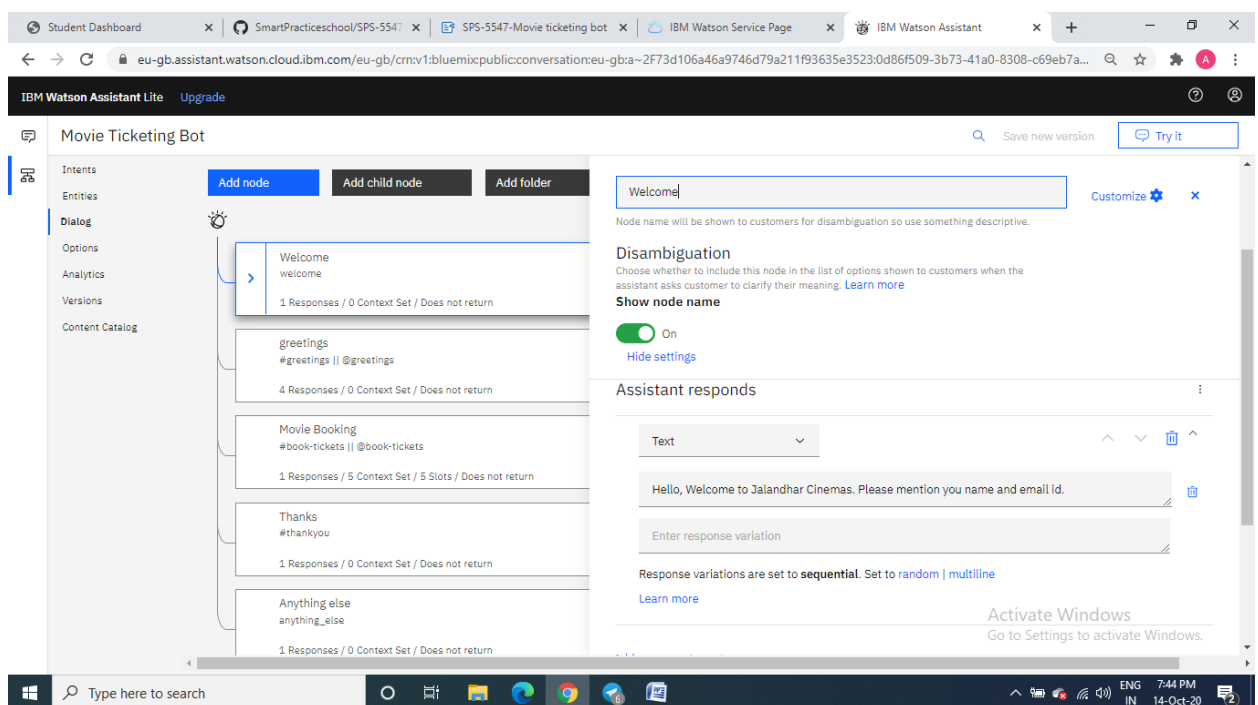 Student Dashboard
SmartPracticeschool/SPS-5547
SPS-5547-Movie ticketing bot
IBM Watson Service Page
IBM Watson Assistant
eu-gb.assistant.watson.cloud.ibm.com/eu-gb/crn:v1:bluemix:public:conversation:eu-gb:a~2F73d106a46a9746d79a211f93635e3523:0d86f509-3b73-41a0-8308-c69eb7a...
A
IBM Watson Assistant Lite Upgrade
Movie Ticketing Bot
Save new version
Try it
Intents
Entities
Dialog
Options
Analytics
Versions
Content Catalog
Add node
Add child node
Add folder
Welcome
welcome
1 Responses / 0 Context Set / Does not return
greetings
#greetings || @greetings
4 Responses / 0 Context Set / Does not return
Movie Booking
#book-tickets || @book-tickets
1 Responses / 5 Context Set / 5 Slots / Does not return
Thanks
#thankyou
1 Responses / 0 Context Set / Does not return
Anything else
anything_else
1 Responses / 0 Context Set / Does not return
Welcome
Customize
Node name will be shown to customers for disambiguation so use something descriptive.
Disambiguation
Choose whether to include this node in the list of options shown to customers when the
assistant asks customer to clarify their meaning. Learn more
Show node name
On
Hide settings
Assistant responds
Text
Hello, Welcome to Jalandhar Cinemas. Please mention you name and email id.
Enter response variation
Response variations are set to sequential. Set to random | multiline
Learn more
Activate Windows
Go to Settings to activate Windows.
Type here to search
6
ENG
IN
7:44 PM
14-Oct-20
2